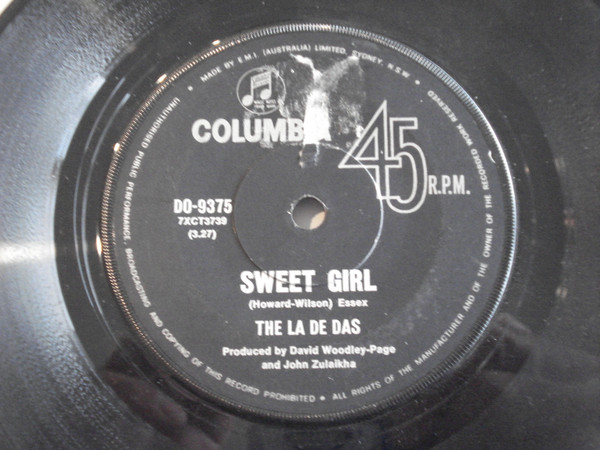 MADE BY E.M.I. (AUSTRALIA) LIMITED, SYDNEY, N.S.W.
COLUMB
45
R.P.M.
DO-9375
7XCT3739
(3.27)
SWEET GIRL
(Howard-Wilson) Essex
THE LA DE DAS
Produced by David Woodley-Page
and John Zulaikha
UNAUTHORISED PUBLIC PERFORMANCE, BROADCASTING AND COPYING OF THIS RECORD PROHIBITED • ALL RIGHTS OF THE MANUFACTURER AND OF THE OWNER OF THE RECORDED WORK RESERVED